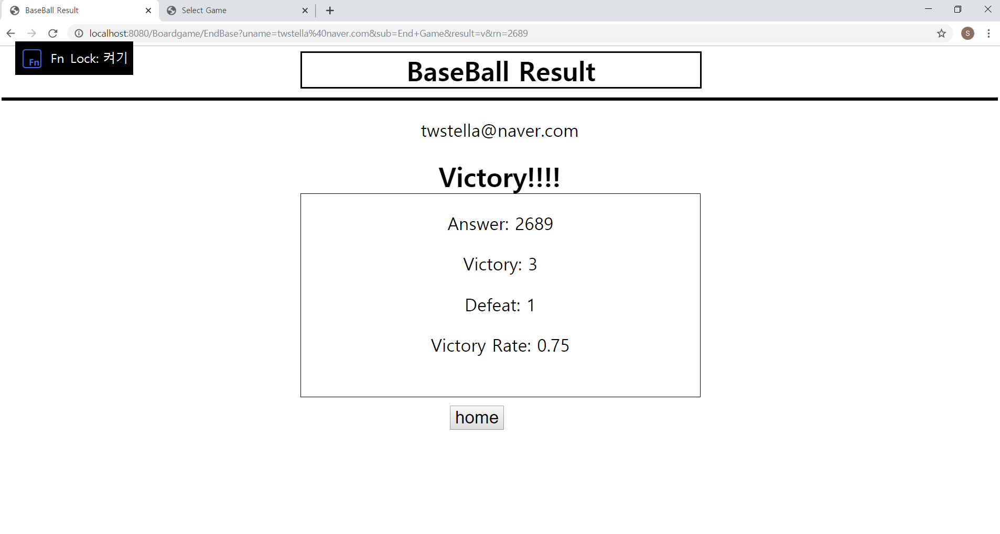 BaseBall Result
Select Game
localhost:8080/Boardgame/EndBase?uname=twstella%40naver.com&sub=End+Game&result=v&rn=2689
S
Fn
Fn Lock: 켜기
BaseBall Result
twstella@naver.com
Victory!!!!
Answer: 2689
Victory: 3
Defeat: 1
Victory Rate: 0.75
home